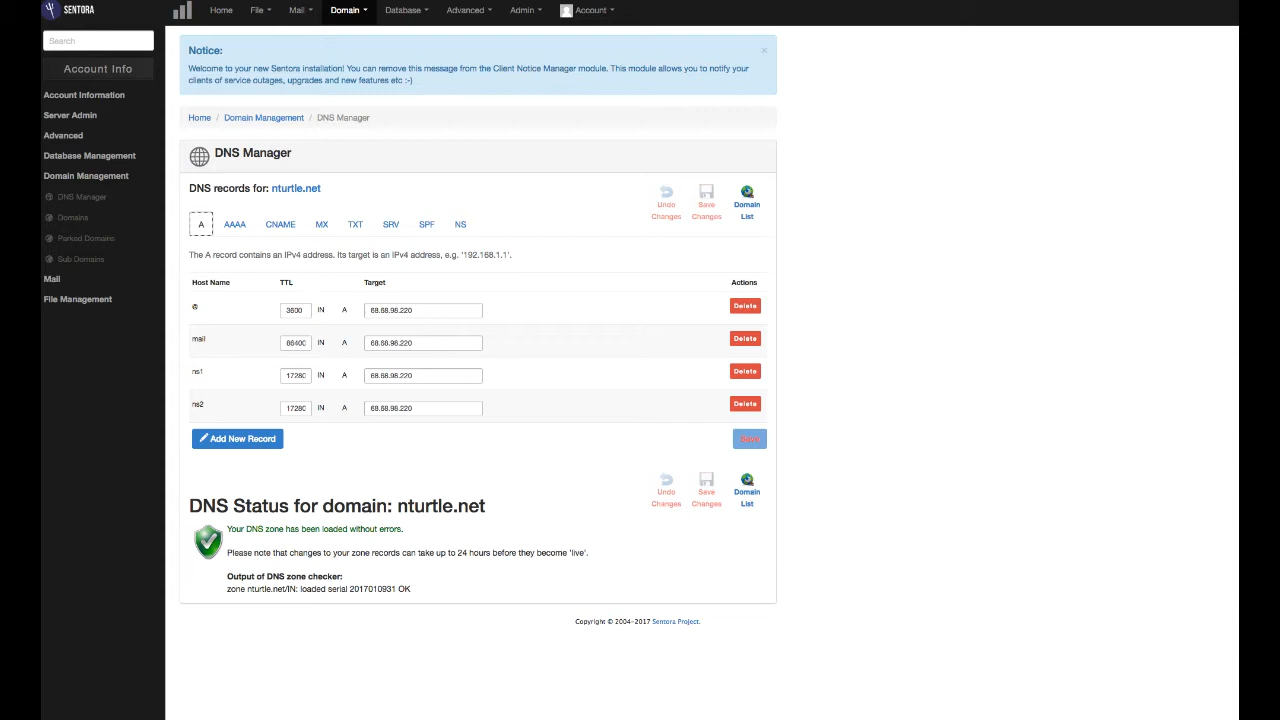 SENTORA
Home File Mail Domain Database Advanced Admin Account
Search
Account Info
Account Information
Server Admin
Advanced
Database Management
Domain Management
DNS Manager
Domains
Parked Domains
Sub Domains
Mail
File Management
Notice: ×
Welcome to your new Sentora installation! You can remove this message from the Client Notice Manager module. This module allows you to notify your
clients of service outages, upgrades and new features etc :-)
Home / Domain Management / DNS Manager
DNS Manager
DNS records for: nturtle.net
Undo Changes
Save Changes
Domain List
A AAAA CNAME MX TXT SRV SPF NS
The A record contains an IPv4 address. Its target is an IPv4 address, e.g. '192.168.1.1'.
Host Name TTL Target Actions
@ 3600 IN A 68.68.98.220 Delete
mail 86400 IN A 68.68.98.220 Delete
ns1 17280 IN A 68.68.98.220 Delete
ns2 17280 IN A 68.68.98.220 Delete
Add New Record Save
Undo Changes
Save Changes
Domain List
DNS Status for domain: nturtle.net
Your DNS zone has been loaded without errors.
Please note that changes to your zone records can take up to 24 hours before they become 'live'.
Output of DNS zone checker:
zone nturtle.net/IN: loaded serial 2017010931 OK
Copyright © 2004-2017 Sentora Project.